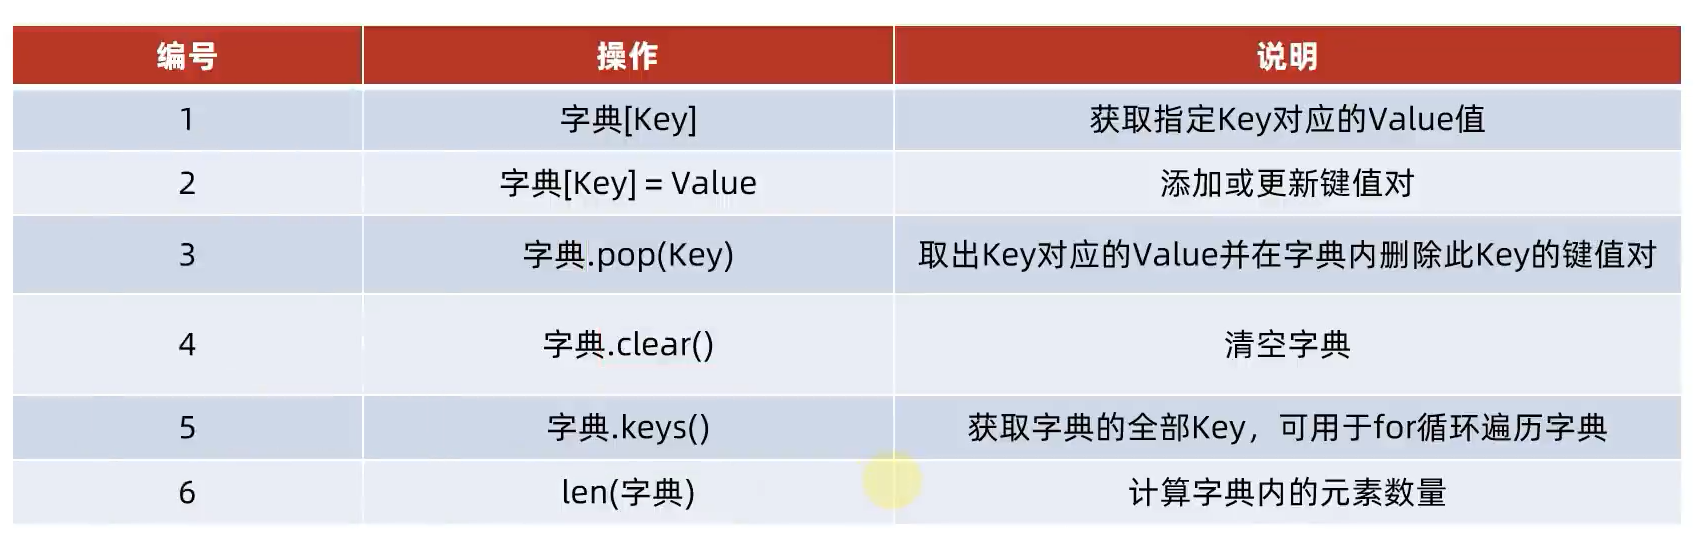 编号 操作 说明
1 字典[Key] 获取指定Key对应的Value值
2 字典[Key] = Value 添加或更新键值对
3 字典.pop(Key) 取出Key对应的Value并在字典内删除此Key的键值对
4 字典.clear() 清空字典
5 字典.keys() 获取字典的全部Key，可用于for循环遍历字典
6 len(字典) 计算字典内的元素数量